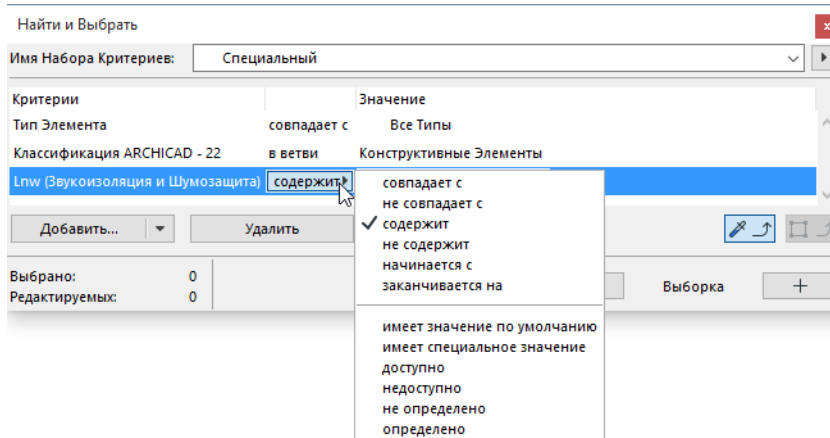 Найти и Выбрать
Имя Набора Критериев: Специальный
Критерии Значение
Тип Элемента совпадает с Все Типы
Классификация ARCHICAD - 22 в ветви Конструктивные Элементы
Lnw (Звукоизоляция и Шумозащита) содержит
совпадает с
не совпадает с
содержит
не содержит
начинается с
заканчивается на
имеет значение по умолчанию
имеет специальное значение
доступно
недоступно
не определено
определено
Добавить... Удалить
Выбрано: 0
Редактируемых: 0
Выборка +